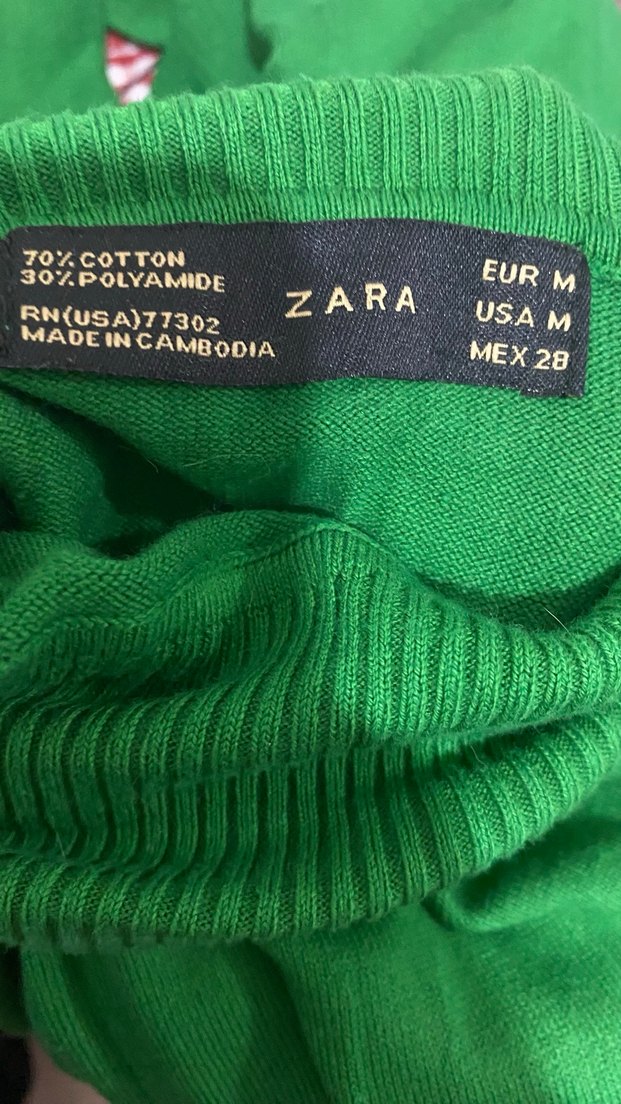 70% COTTON
30% POLYAMIDE
RN(USA)77302
MADE IN CAMBODIA
ZARA
EUR M
USA M
MEX 28